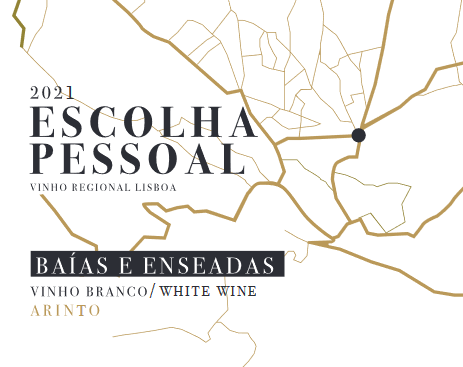 2021
ESCOLHA
PESSOAL
VINHO REGIONAL LISBOA
BAÍAS E ENSEADAS
VINHO BRANCO/ WHITE WINE
ARINTO